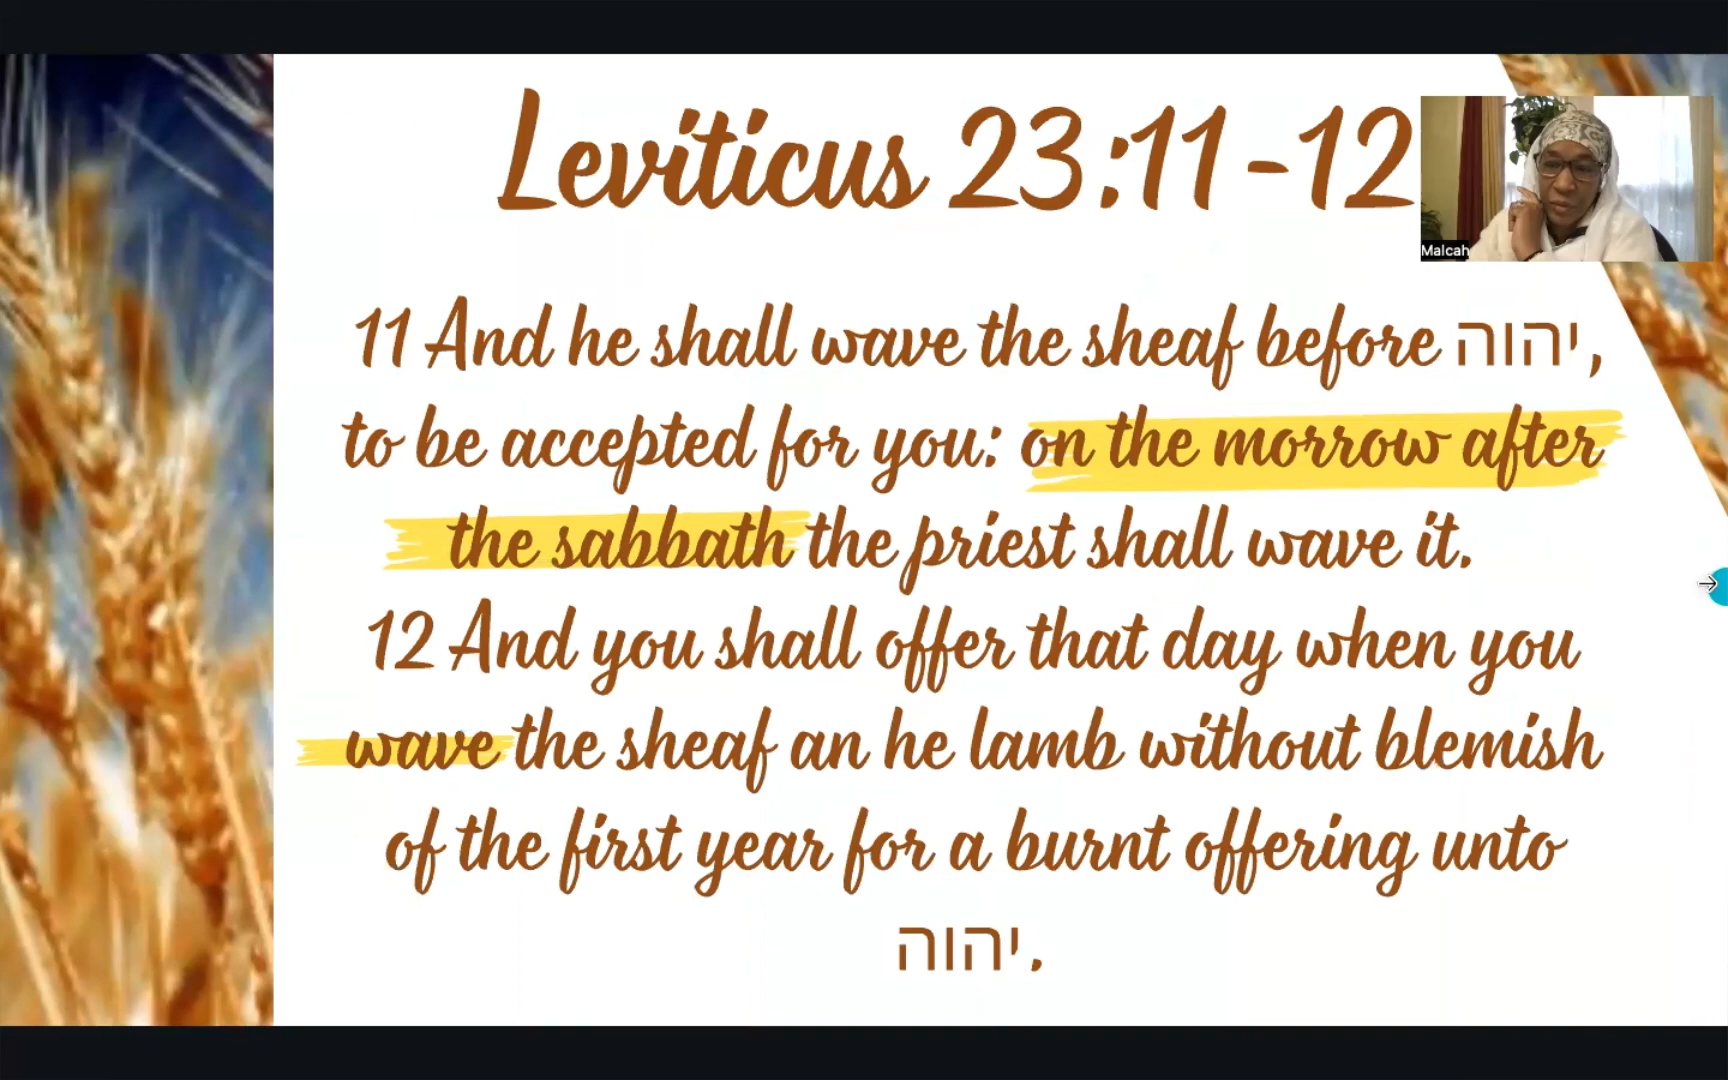 Leviticus 23:11-12
Malcah
11 And he shall wave the sheaf before יהוה,
to be accepted for you: on the morrow after
the sabbath the priest shall wave it.
12 And you shall offer that day when you
wave the sheaf an he lamb without blemish
of the first year for a burnt offering unto
יהוה.